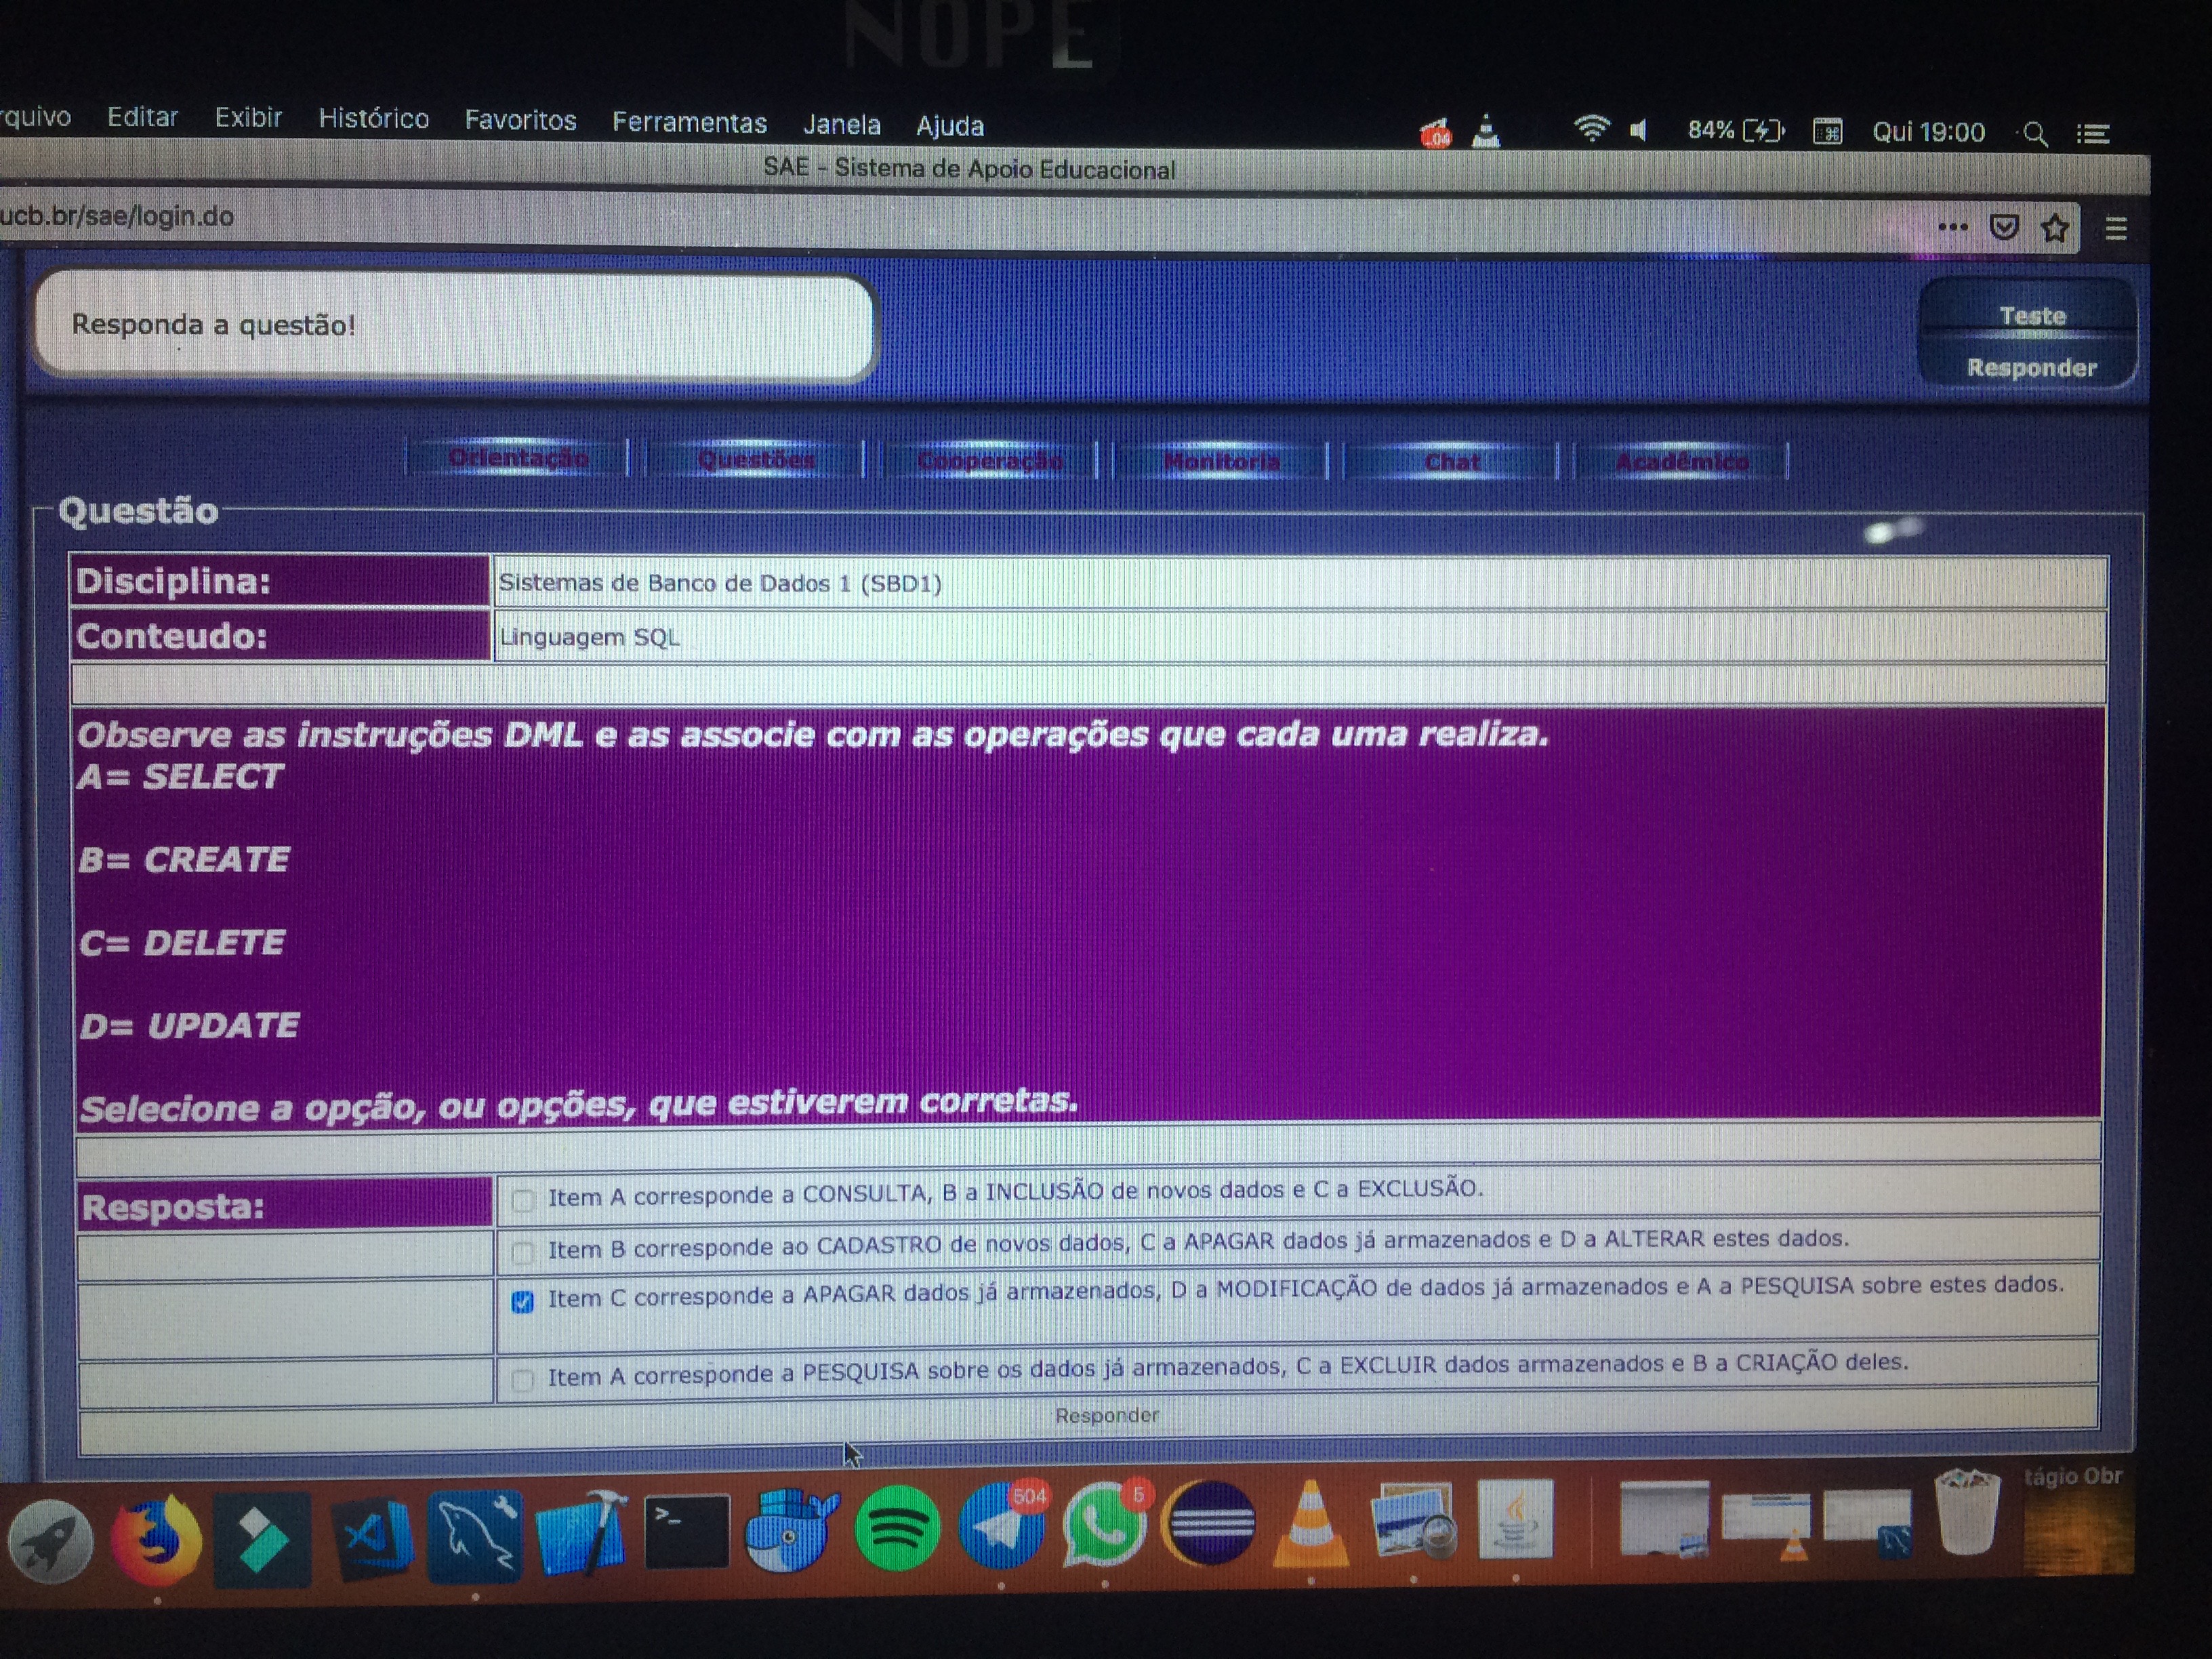 NOPE
rquivo Editar Exibir Histórico Favoritos Ferramentas Janela Ajuda 84% Qui 19:00
SAE - Sistema de Apoio Educacional
ucb.br/sae/login.do
Responda a questão!
Teste
Responder
Orientação Questões Cooperação Monitoria Chat Acadêmico
Questão
Disciplina: Sistemas de Banco de Dados 1 (SBD1)
Conteudo: Linguagem SQL
Observe as instruções DML e as associe com as operações que cada uma realiza.
A= SELECT
B= CREATE
C= DELETE
D= UPDATE
Selecione a opção, ou opções, que estiverem corretas.
Resposta: Item A corresponde a CONSULTA, B a INCLUSÃO de novos dados e C a EXCLUSÃO.
Item B corresponde ao CADASTRO de novos dados, C a APAGAR dados já armazenados e D a ALTERAR estes dados.
Item C corresponde a APAGAR dados já armazenados, D a MODIFICAÇÃO de dados já armazenados e A a PESQUISA sobre estes dados.
Item A corresponde a PESQUISA sobre os dados já armazenados, C a EXCLUIR dados armazenados e B a CRIAÇÃO deles.
Responder
tágio Obr
504
5